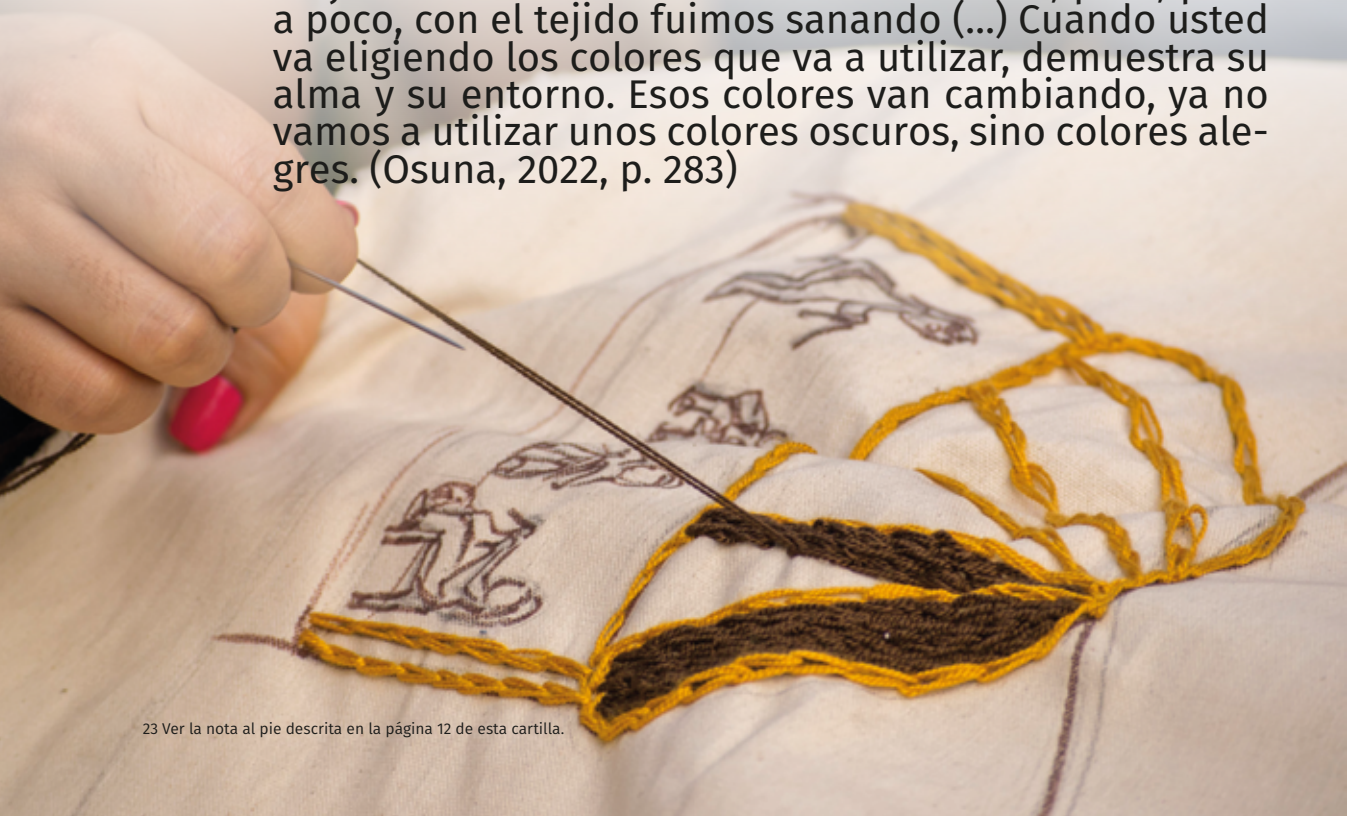 a poco, con el tejido fuimos sanando (...) Cuando usted
va eligiendo los colores que va a utilizar, demuestra su
alma y su entorno. Esos colores van cambiando, ya no
vamos a utilizar unos colores oscuros, sino colores ale-
gres. (Osuna, 2022, p. 283)
23 Ver la nota al pie descrita en la página 12 de esta cartilla.